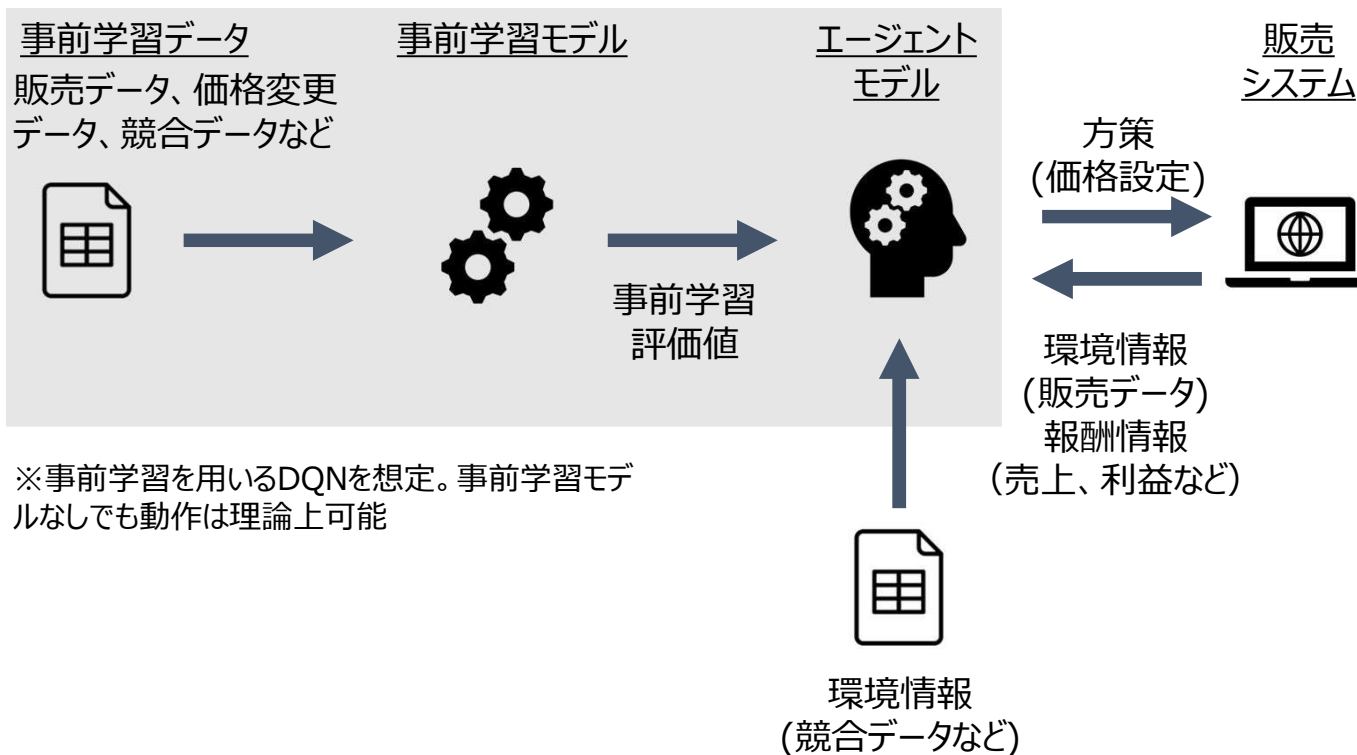 事前学習データ
販売データ、価格変更
データ、競合データなど
事前学習モデル
事前学習
評価値
エージェント
モデル
方策
(価格設定)
販売
システム
環境情報
(販売データ)
報酬情報
（売上、利益など）
※事前学習を用いるDQNを想定。事前学習モデ
ルなしでも動作は理論上可能
環境情報
(競合データなど)